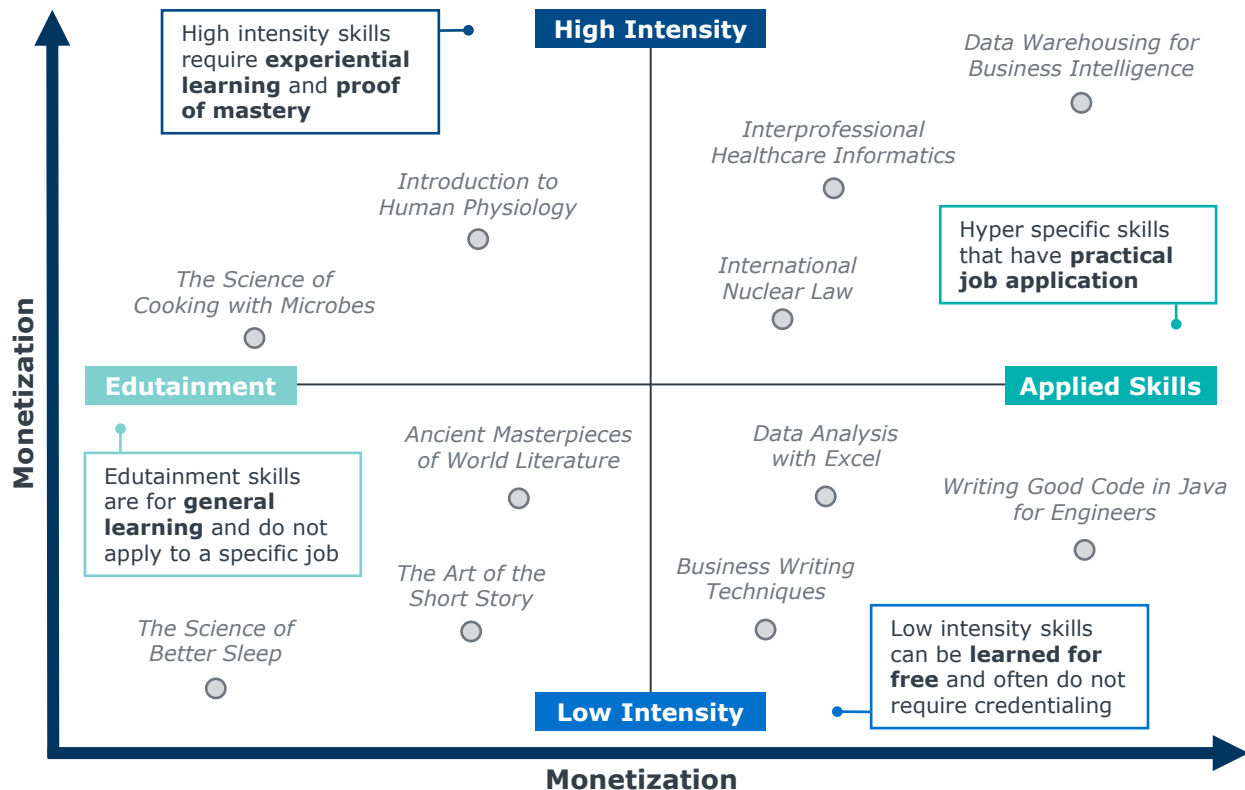 High intensity skills
require experiential
learning and proof
of mastery
High Intensity
Data Warehousing for
Business Intelligence
Interprofessional
Healthcare Informatics
Introduction to
Human Physiology
Hyper specific skills
that have practical
job application
International
Nuclear Law
The Science of
Cooking with Microbes
Monetization
Edutainment
Applied Skills
Edutainment skills
are for general
learning and do not
apply to a specific job
Ancient Masterpieces
of World Literature
Data Analysis
with Excel
Writing Good Code in Java
for Engineers
The Art of the
Short Story
Business Writing
Techniques
The Science of
Better Sleep
Low intensity skills
can be learned for
free and often do not
require credentialing
Low Intensity
Monetization